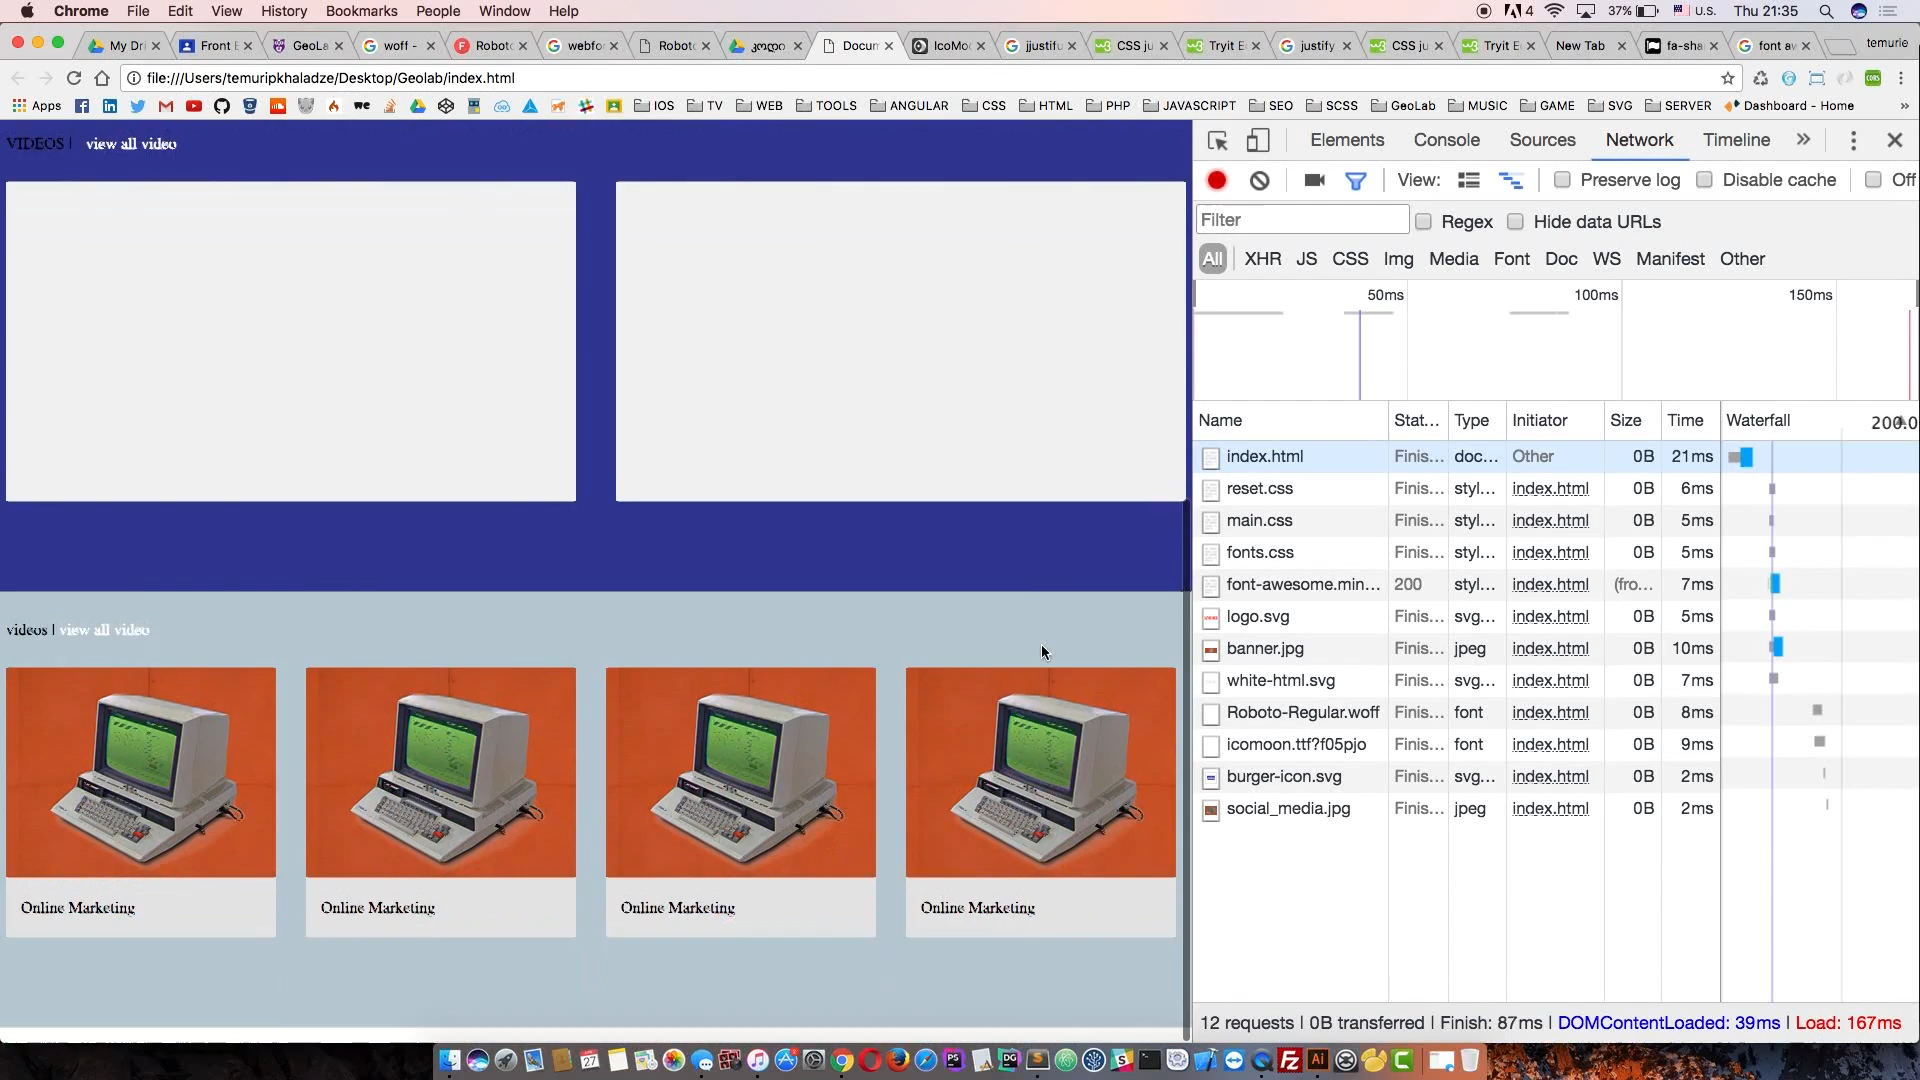 Chrome File Edit View History Bookmarks People Window Help
4 37% U.S. Thu 21:35
My Dri Front E GeoLa woff - Roboto webfo Roboto კოდი Docum IcoMo jjustifu CSS ju Tryit E justify CSS ju Tryit E New Tab fa-sha font aw temurie
file:///Users/temuripkhaladze/Desktop/Geolab/index.html
Apps IOS TV WEB TOOLS ANGULAR CSS HTML PHP JAVASCRIPT SEO SCSS GeoLab MUSIC GAME SVG SERVER Dashboard - Home »
VIDEOS | view all video
Elements Console Sources Network Timeline »
View: Preserve log Disable cache Off
Filter Regex Hide data URLs
All XHR JS CSS Img Media Font Doc WS Manifest Other
50ms 100ms 150ms
Name Stat... Type Initiator Size Time Waterfall 200.0
index.html Finis... doc... Other 0B 21ms
reset.css Finis... styl... index.html 0B 6ms
main.css Finis... styl... index.html 0B 5ms
fonts.css Finis... styl... index.html 0B 5ms
font-awesome.min... 200 styl... index.html (fro... 7ms
logo.svg Finis... svg... index.html 0B 5ms
banner.jpg Finis... jpeg index.html 0B 10ms
white-html.svg Finis... svg... index.html 0B 7ms
Roboto-Regular.woff Finis... font index.html 0B 8ms
icomoon.ttf?f05pjo Finis... font index.html 0B 9ms
burger-icon.svg Finis... svg... index.html 0B 2ms
social_media.jpg Finis... jpeg index.html 0B 2ms
videos | view all video
Online Marketing Online Marketing Online Marketing Online Marketing
12 requests | 0B transferred | Finish: 87ms | DOMContentLoaded: 39ms | Load: 167ms